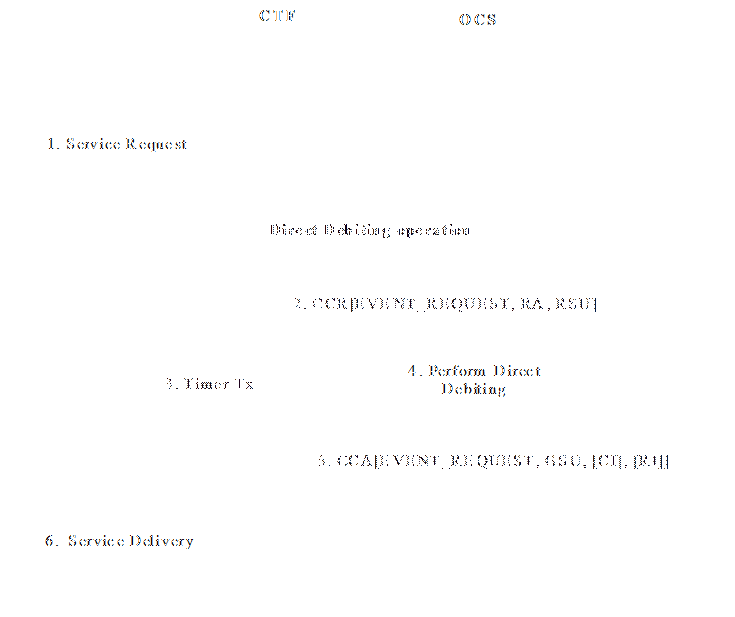 CTF
OCS
1. Service Request
Direct Debiting operation
2. CCR[EVENT_REQUEST, RA, RSU]
4. Perform Direct
3. Timer Tx
Debiting
5. CCA[EVENT_REQUEST, GSU, [CI], [RI]]
6. Service Delivery